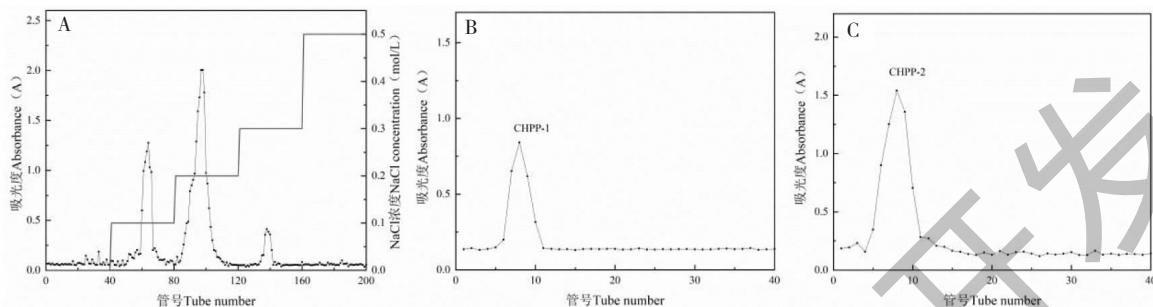 A
2.5
2.0
1.5
1.0
0.5
0.0
吸光度Absorbance（A）
0.5
0.4
0.3
0.2
0.1
0.0
NaCl浓度NaCl concentration（mol/L）
0 40 80 120 160 200
管号Tube number
B
1.5
1.0
0.5
0.0
吸光度Absorbance（A）
CHPP-1
0 10 20 30 40
管号Tube number
C
2.0
1.5
1.0
0.5
0.0
吸光度Absorbance（A）
CHPP-2
0 10 20 30 40
管号Tube number